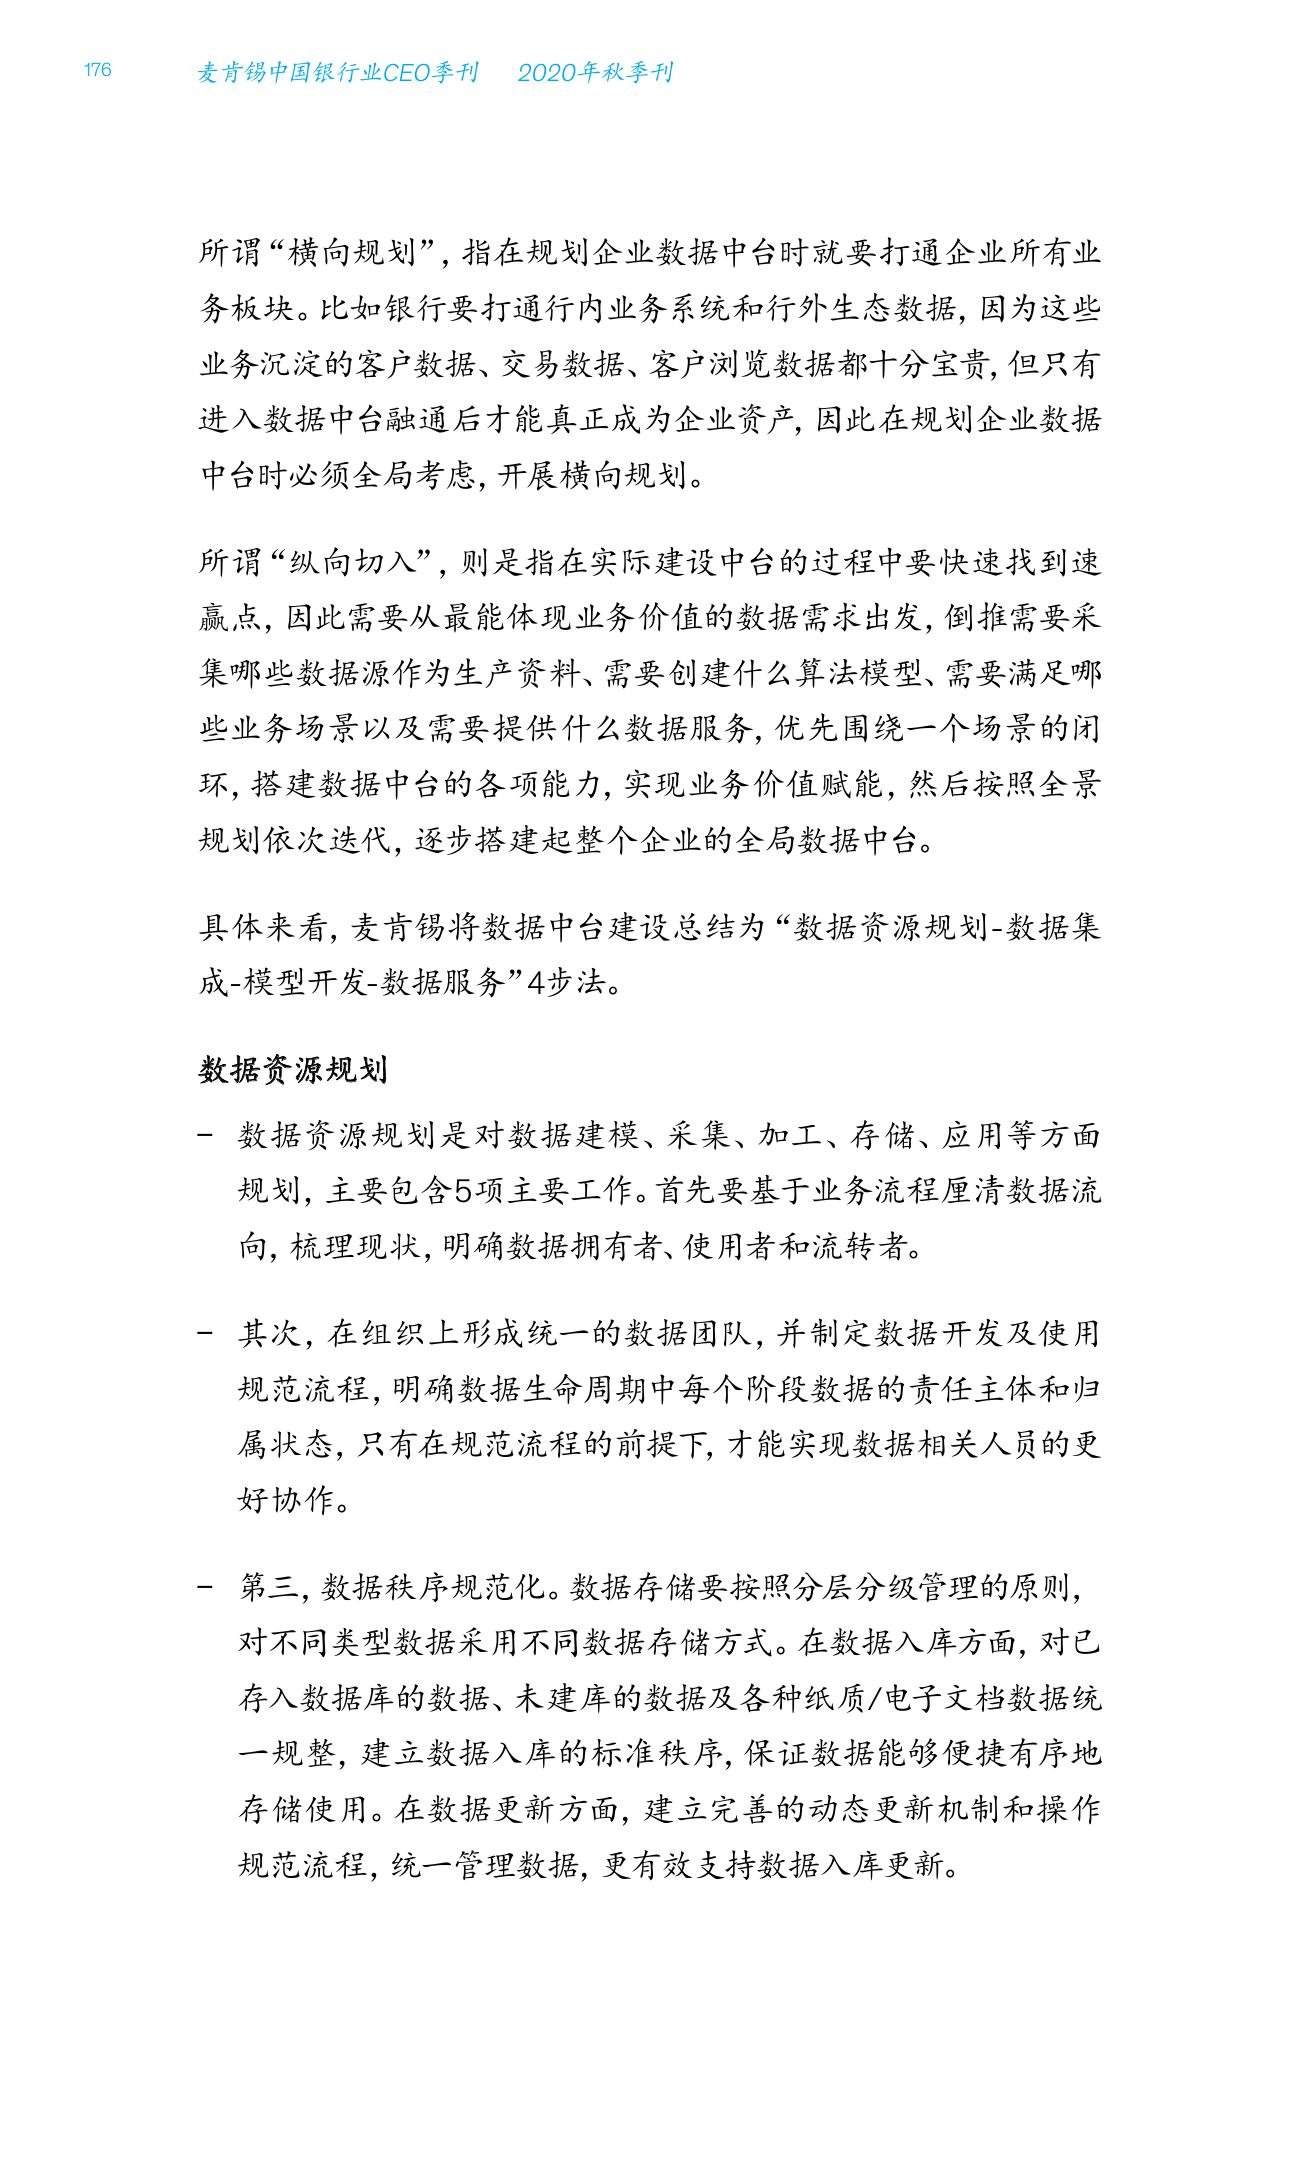 176
麦肯锡中国银行业CEO季刊 2020年秋季刊
所谓“横向规划”，指在规划企业数据中台时就要打通企业所有业
务板块。比如银行要打通行内业务系统和行外生态数据，因为这些
业务沉淀的客户数据、交易数据、客户浏览数据都十分宝贵，但只有
进入数据中台融通后才能真正成为企业资产，因此在规划企业数据
中台时必须全局考虑，开展横向规划。
所谓“纵向切入”，则是指在实际建设中台的过程中要快速找到速
赢点，因此需要从最能体现业务价值的数据需求出发，倒推需要采
集哪些数据源作为生产资料、需要创建什么算法模型、需要满足哪
些业务场景以及需要提供什么数据服务，优先围绕一个场景的闭
环，搭建数据中台的各项能力，实现业务价值赋能，然后按照全景
规划依次迭代，逐步搭建起整个企业的全局数据中台。
具体来看，麦肯锡将数据中台建设总结为“数据资源规划-数据集
成-模型开发-数据服务”4步法。
数据资源规划
– 数据资源规划是对数据建模、采集、加工、存储、应用等方面
规划，主要包含5项主要工作。首先要基于业务流程厘清数据流
向，梳理现状，明确数据拥有者、使用者和流转者。
– 其次，在组织上形成统一的数据团队，并制定数据开发及使用
规范流程，明确数据生命周期中每个阶段数据的责任主体和归
属状态，只有在规范流程的前提下，才能实现数据相关人员的更
好协作。
– 第三，数据秩序规范化。数据存储要按照分层分级管理的原则，
对不同类型数据采用不同数据存储方式。在数据入库方面，对已
存入数据库的数据、未建库的数据及各种纸质/电子文档数据统
一规整，建立数据入库的标准秩序，保证数据能够便捷有序地
存储使用。在数据更新方面，建立完善的动态更新机制和操作
规范流程，统一管理数据，更有效支持数据入库更新。